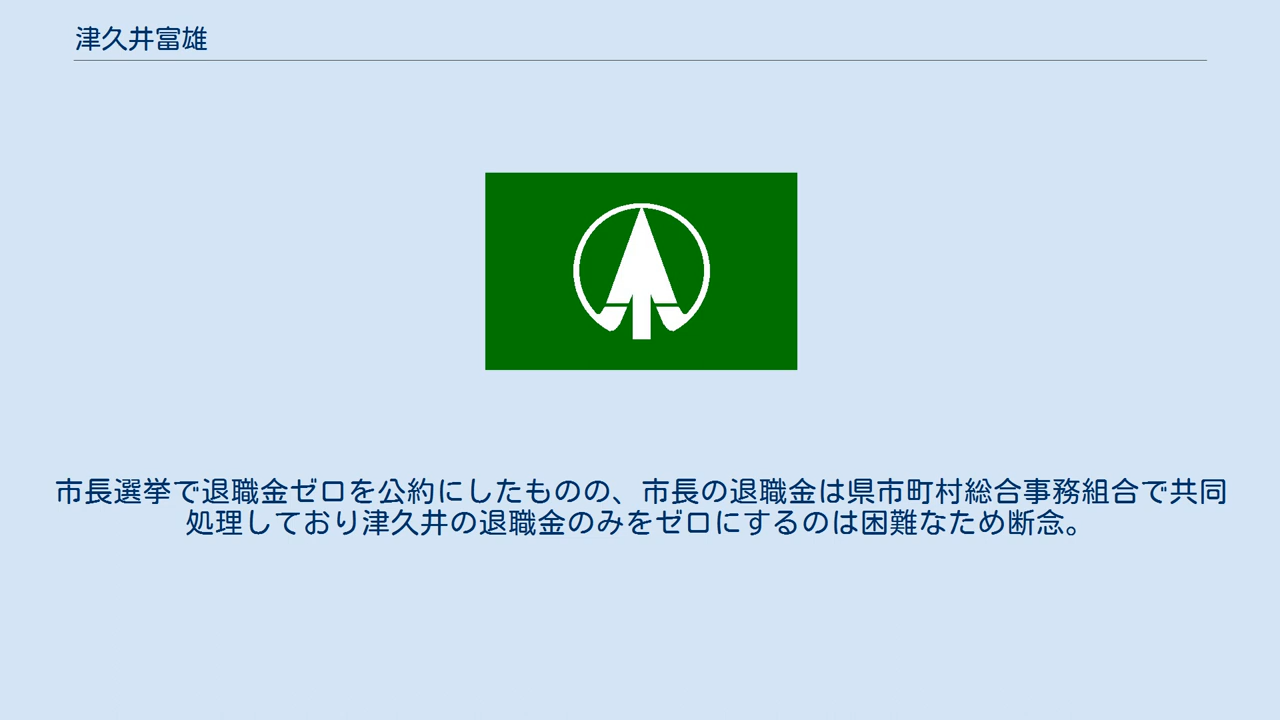 津久井富雄
市長選挙で退職金ゼロを公約にしたものの、市長の退職金は県市町村総合事務組合で共同
処理しており津久井の退職金のみをゼロにするのは困難なため断念。